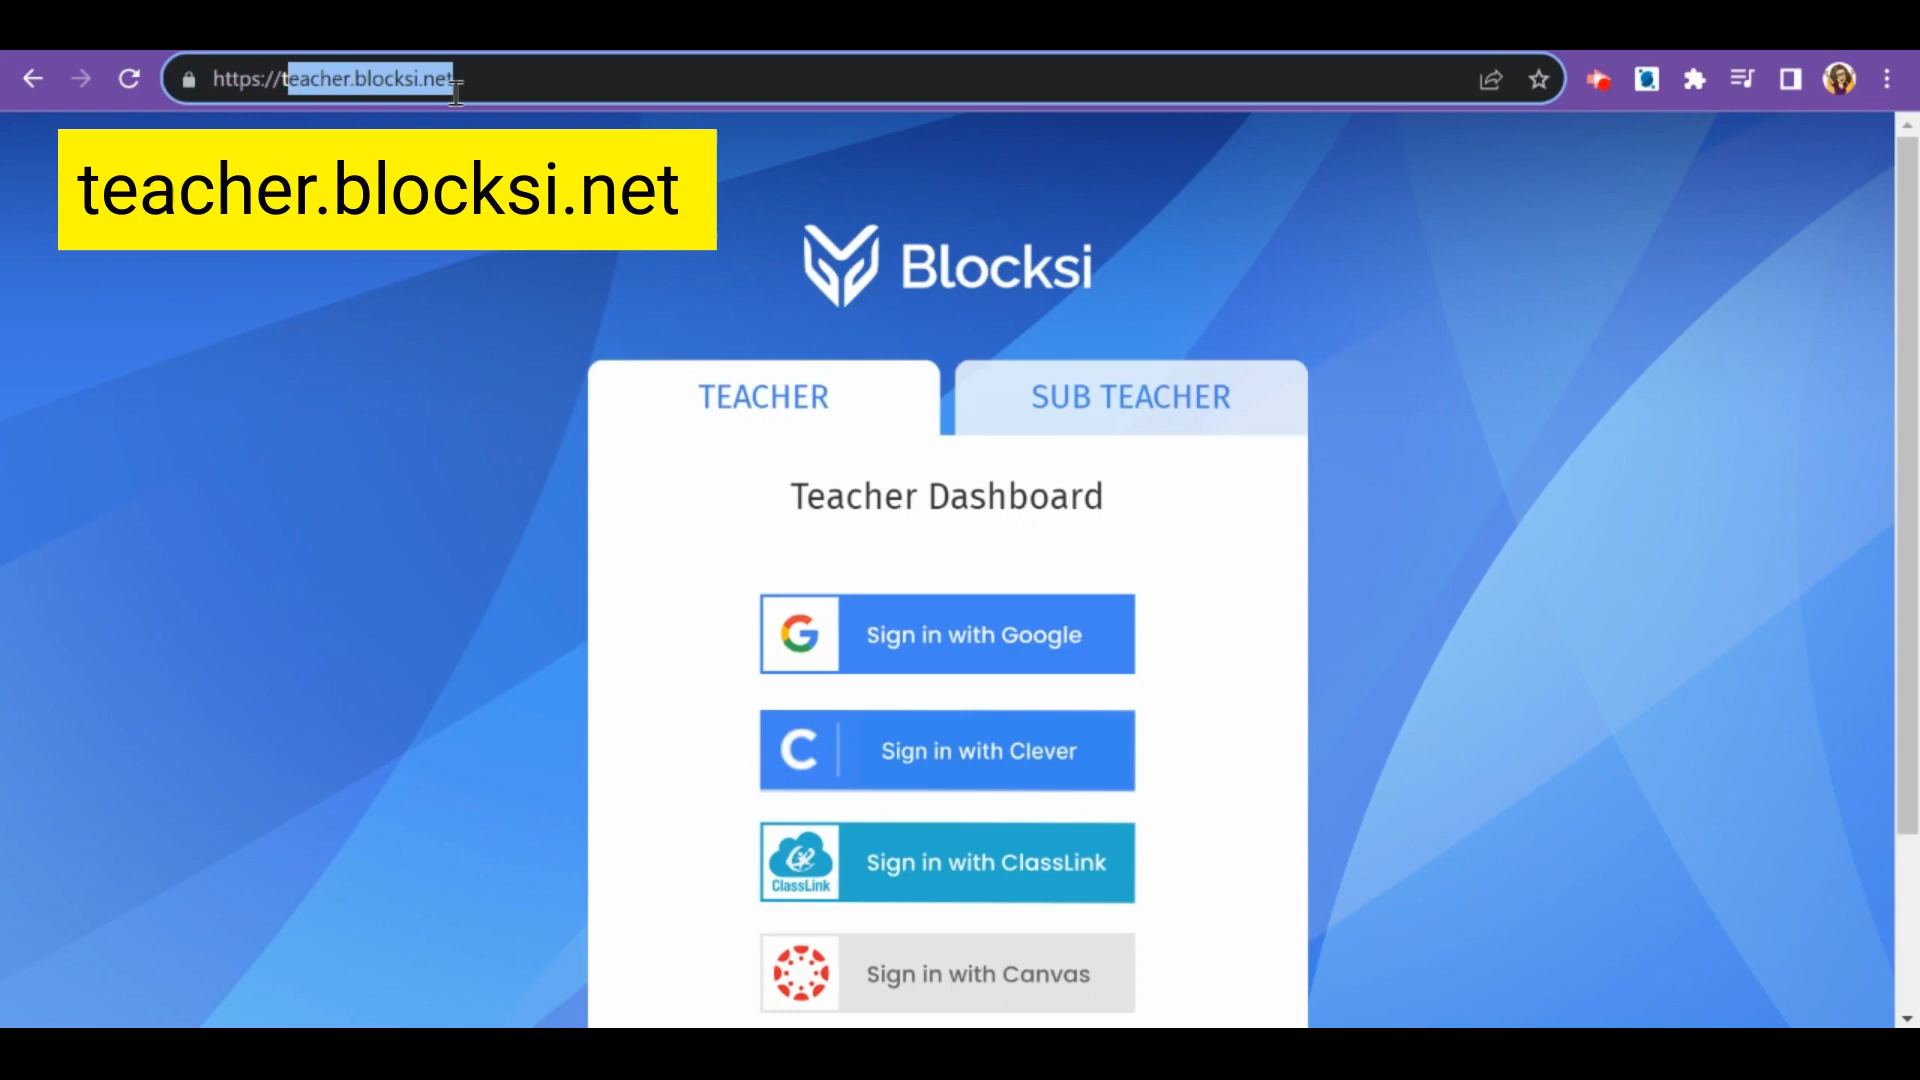 https://teacher.blocksi.net
teacher.blocksi.net
Blocksi
TEACHER
SUB TEACHER
Teacher Dashboard
Sign in with Google
Sign in with Clever
ClassLink
Sign in with ClassLink
Sign in with Canvas